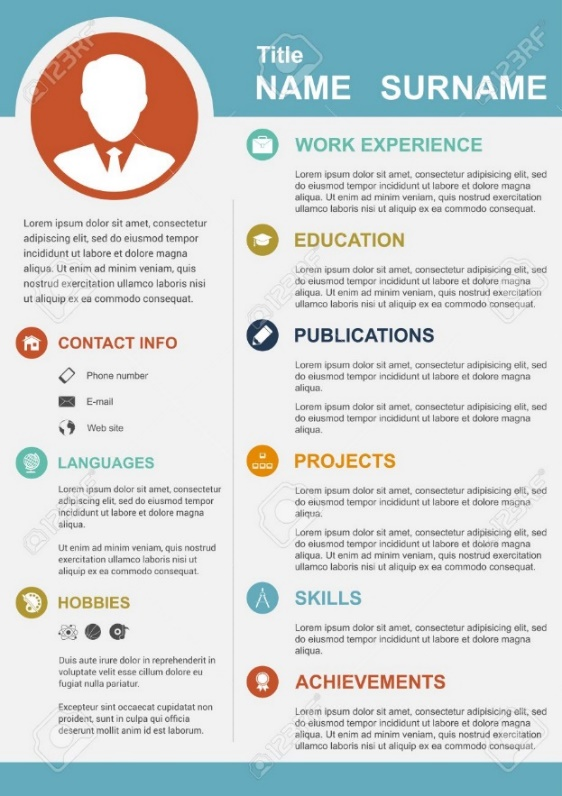 Title
NAME SURNAME
Lorem ipsum dolor sit amet, consectetur
adipisicing elit, sed do eiusmod tempor
incididunt ut labore et dolore magna
aliqua. Ut enim ad minim veniam, quis
nostrud exercitation ullamco laboris nisi
ut aliquip ex ea commodo consequat.
CONTACT INFO
Phone number
E-mail
Web site
LANGUAGES
Lorem ipsum dolor sit amet, consectetur
adipiscing elit, sed do eiusmod tempor
incididunt ut labore et dolore magna
aliqua.
Ut enim ad minim veniam, quis nostrud
exercitation ullamco laboris nisi ut
aliquip ex ea commodo consequat.
HOBBIES
Duis aute irure dolor in reprehenderit in
voluptate velit esse cillum dolore eu
fugiat nulla pariatur.
Excepteur sint occaecat cupidatat non
proident, sunt in culpa qui officia
deserunt mollit anim id est laborum.
WORK EXPERIENCE
Lorem ipsum dolor sit amet, consectetur adipisicing elit, sed
do eiusmod tempor incididunt ut labore et dolore magna
aliqua. Ut enim ad minim veniam, quis nostrud exercitation
ullamco laboris nisi ut aliquip ex ea commodo consequat.
EDUCATION
Lorem ipsum dolor sit amet, consectetur adipisicing elit, sed
do eiusmod tempor incididunt ut labore et dolore magna
aliqua. Ut enim ad minim veniam, quis nostrud exercitation
ullamco laboris nisi ut aliquip ex ea commodo consequat.
PUBLICATIONS
Lorem ipsum dolor sit amet, consectetur adipisicing elit, sed
do eiusmod tempor incididunt ut labore et dolore magna
aliqua.
Lorem ipsum dolor sit amet, consectetur adipisicing elit, sed
do eiusmod tempor incididunt ut labore et dolore magna
aliqua.
PROJECTS
Lorem ipsum dolor sit amet, consectetur adipisicing elit, sed
do eiusmod tempor incididunt ut labore et dolore magna
aliqua.
Lorem ipsum dolor sit amet, consectetur adipisicing elit, sed
do eiusmod tempor incididunt ut labore et dolore magna
aliqua. Ut enim ad minim veniam, quis nostrud exercitation
ullamco laboris nisi ut aliquip ex ea commodo consequat.
SKILLS
Lorem ipsum dolor sit amet, consectetur adipisicing elit, sed
do eiusmod tempor incididunt ut labore et dolore magna
aliqua.
ACHIEVEMENTS
Lorem ipsum dolor sit amet, consectetur adipisicing elit, sed
do eiusmod tempor incididunt ut labore et dolore magna
aliqua. Ut enim ad minim veniam, quis nostrud exercitation
ullamco laboris nisi ut aliquip ex ea commodo consequat.
123RF